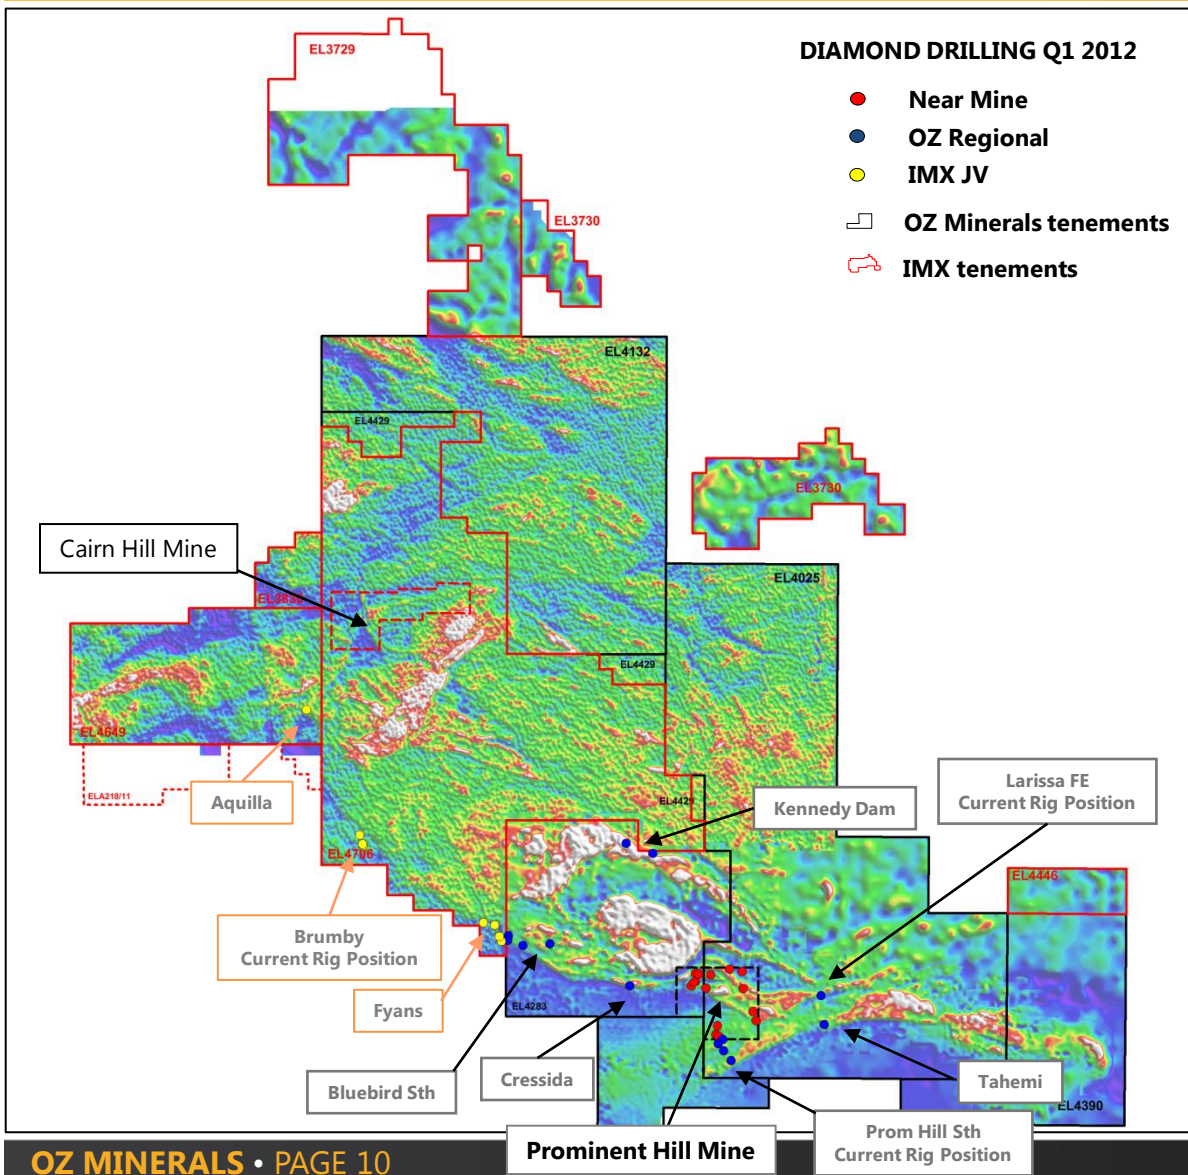 EL3729
DIAMOND DRILLING Q1 2012
Near Mine
OZ Regional
IMX JV
OZ Minerals tenements
IMX tenements
EL3730
EL4132
EL4429
EL3730
Cairn Hill Mine
EL4025
EL4429
EL4649
ELA218/11
Aquilla
EL4429
Kennedy Dam
Larissa FE
Current Rig Position
EL4706
EL4446
Brumby
Current Rig Position
Fyans
EL4283
Bluebird Sth
Cressida
Tahemi
EL4390
Prominent Hill Mine
Prom Hill Sth
Current Rig Position
OZ MINERALS • PAGE 10